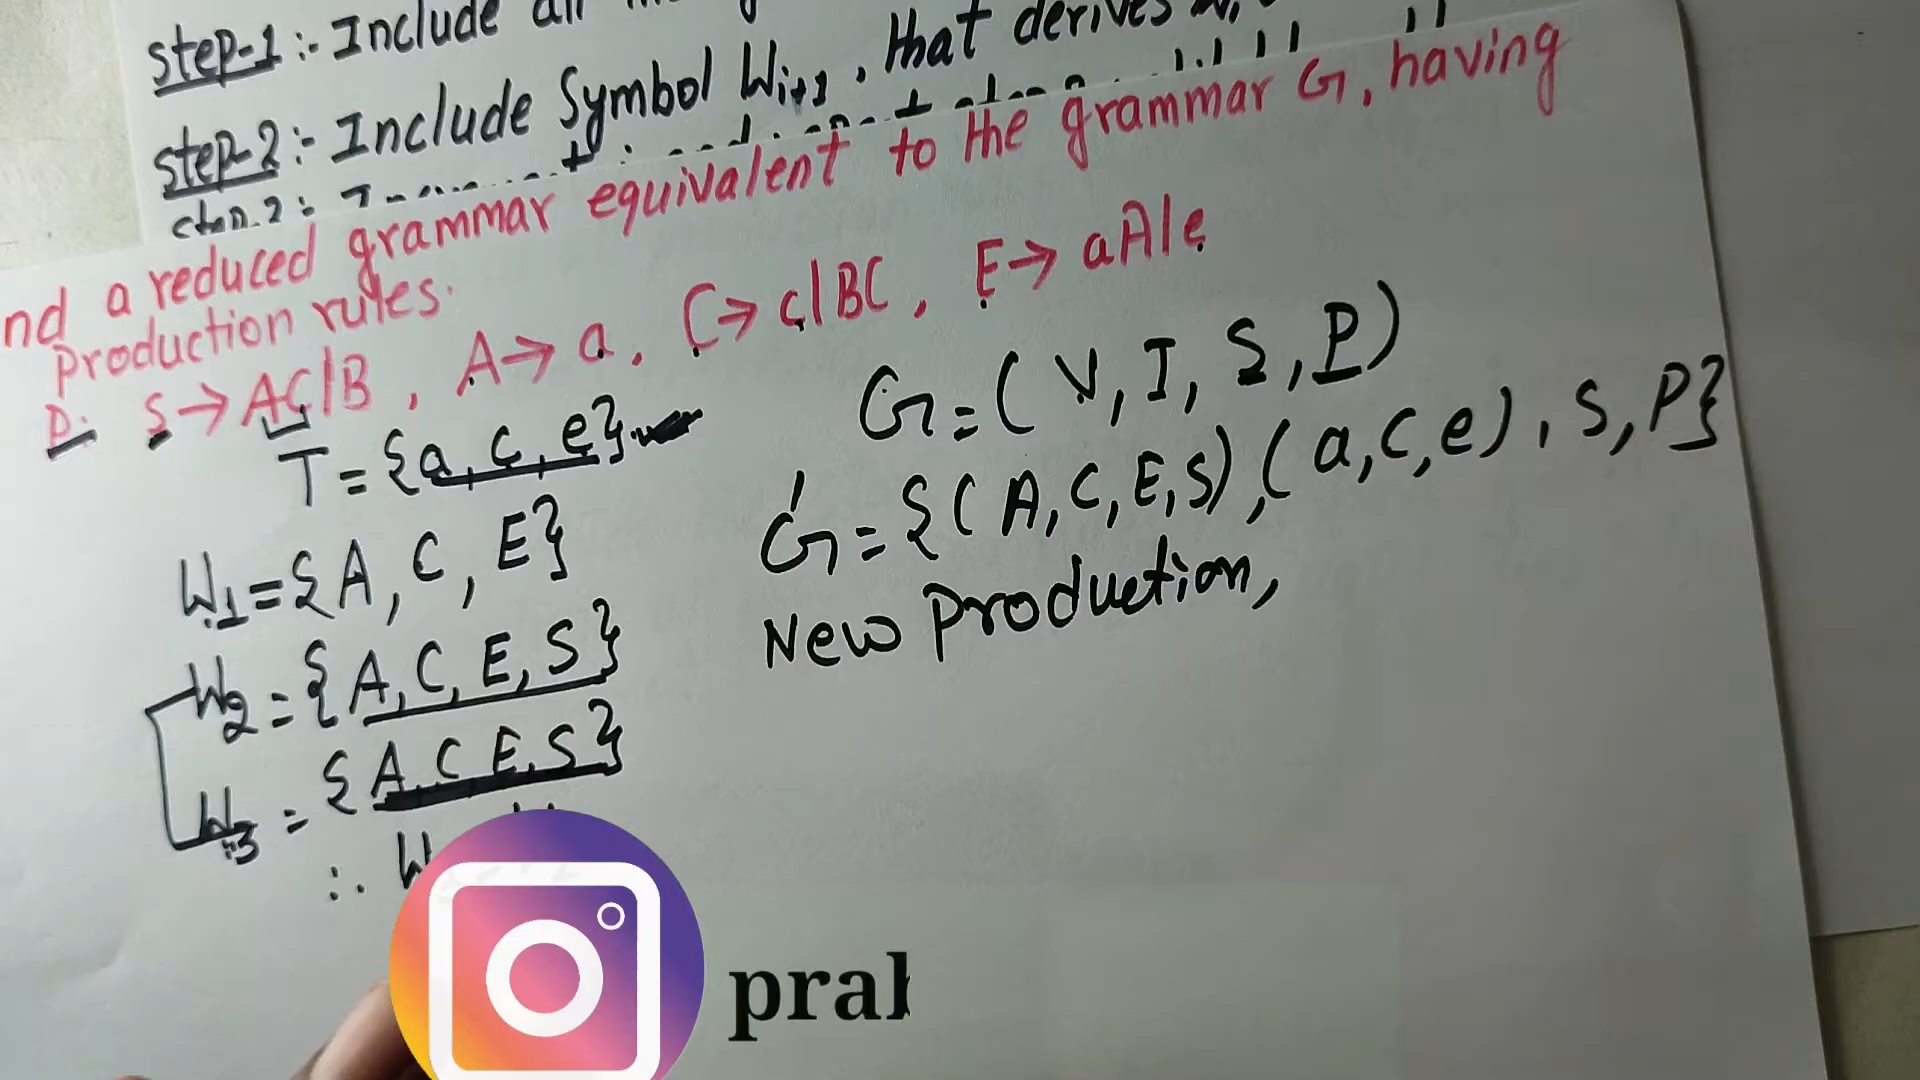 step-1:- Include all
step-2:- Include Symbol Wi+1, that derives
nd a reduced grammar equivalent to the grammar G, having
production rules.
P: S→AC|B, A→a, C→c|BC, E→aA|e
T={a, c, e}
W1={A, C, E}
W2={A, C, E, S}
W3={A, C, E, S}
∴ W
G=(V, T, S, P)
G'={(A, C, E, S), (a, c, e), S, P}
New Production,
pral